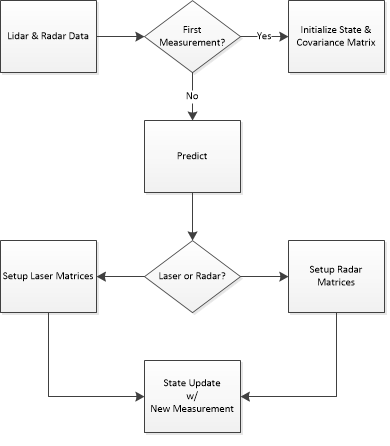 Lidar & Radar Data
First
Measurement?
Yes
Initialize State &
Covariance Matrix
No
Predict
Setup Laser Matrices
Laser or Radar?
Setup Radar
Matrices
State Update
w/
New Measurement